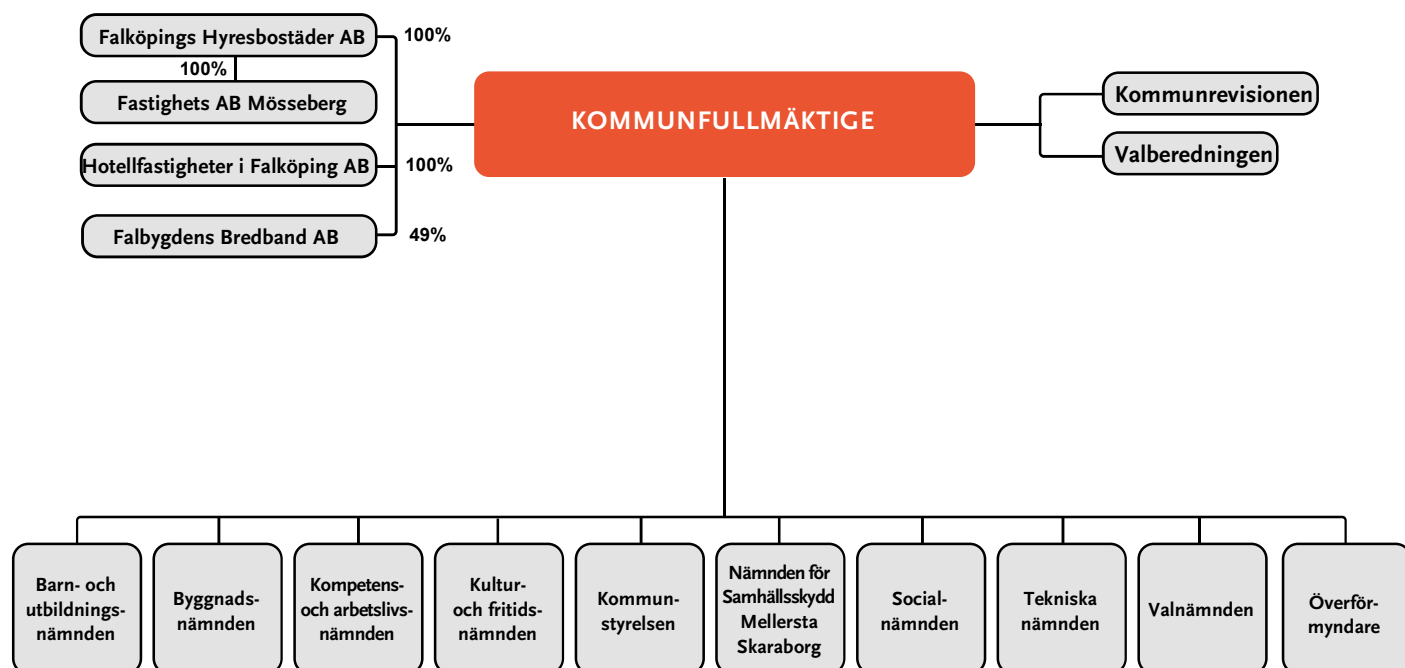 Falköpings Hyresbostäder AB
100%
100%
Fastighets AB Mösseberg
Hotellfastigheter i Falköping AB
100%
Falbygdens Bredband AB
49%
KOMMUNFULLMÄKTIGE
Kommunrevisionen
Valberedningen
Barn- och
utbildnings-
nämnden
Byggnads-
nämnden
Kompetens-
och arbetslivs-
nämnden
Kultur-
och fritids-
nämnden
Kommun-
styrelsen
Nämnden för
Samhällsskydd
Mellersta
Skaraborg
Social-
nämnden
Tekniska
nämnden
Valnämnden
Överför-
myndare